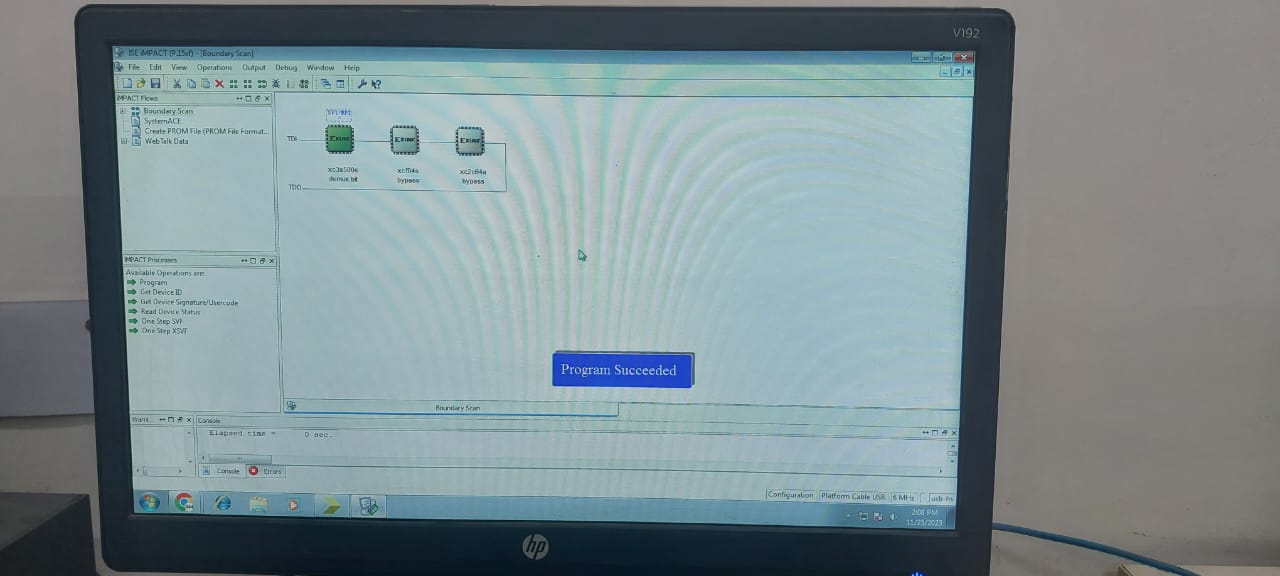 V192
ISE iMPACT (P.15xf) - [Boundary Scan]
File Edit View Operations Output Debug Window Help
iMPACT Flows
Boundary Scan
SystemACE
Create PROM File (PROM File Format...
WebTalk Data
TDI
XILINX
xc3s500e
demux.bit
XILINX
xcf04s
bypass
XILINX
xc2c64a
bypass
TDO
iMPACT Processes
Available Operations are:
Program
Get Device ID
Get Device Signature/Usercode
Read Device Status
One Step SVF
One Step XSVF
Program Succeeded
Boundary Scan
Warn...
Console
Elapsed time = 0 sec.
Console Errors
Configuration Platform Cable USB 6 MHz usb-hs
2:08 PM
11/25/2023
hp